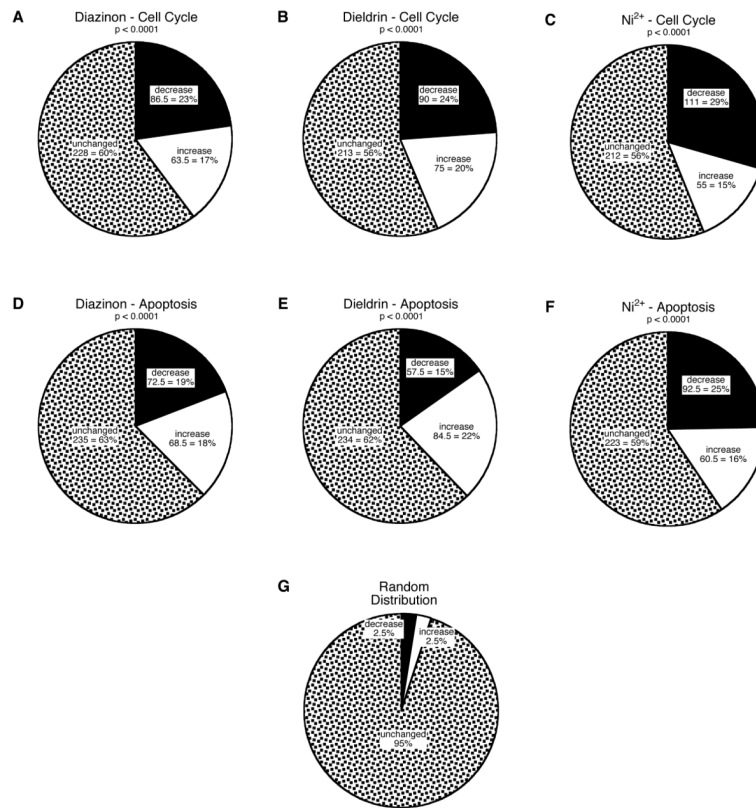 A
Diazinon - Cell Cycle
p < 0.0001
decrease
86.5 = 23%
unchanged
228 = 60%
increase
63.5 = 17%
B
Dieldrin - Cell Cycle
p < 0.0001
decrease
90 = 24%
unchanged
213 = 56%
increase
75 = 20%
C
Ni²⁺ - Cell Cycle
p < 0.0001
decrease
111 = 29%
unchanged
212 = 56%
increase
55 = 15%
D
Diazinon - Apoptosis
p < 0.0001
decrease
72.5 = 19%
unchanged
235 = 63%
increase
68.5 = 18%
E
Dieldrin - Apoptosis
p < 0.0001
decrease
57.5 = 15%
unchanged
234 = 62%
increase
84.5 = 22%
F
Ni²⁺ - Apoptosis
p < 0.0001
decrease
92.5 = 25%
unchanged
223 = 59%
increase
60.5 = 16%
G
Random
Distribution
decrease
2.5%
increase
2.5%
unchanged
95%